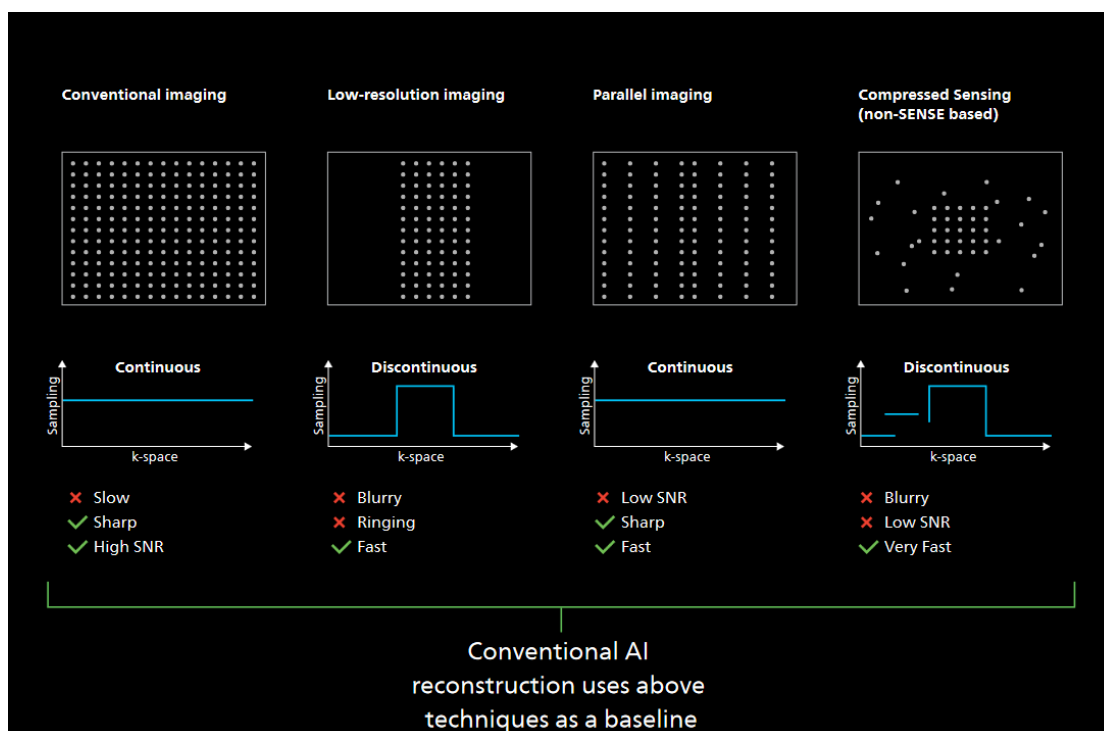 Conventional imaging
Low-resolution imaging
Parallel imaging
Compressed Sensing
(non-SENSE based)
Continuous
Sampling
k-space
Discontinuous
Sampling
k-space
Continuous
Sampling
k-space
Discontinuous
Sampling
k-space
Slow
Sharp
High SNR
Blurry
Ringing
Fast
Low SNR
Sharp
Fast
Blurry
Low SNR
Very Fast
Conventional AI
reconstruction uses above
techniques as a baseline